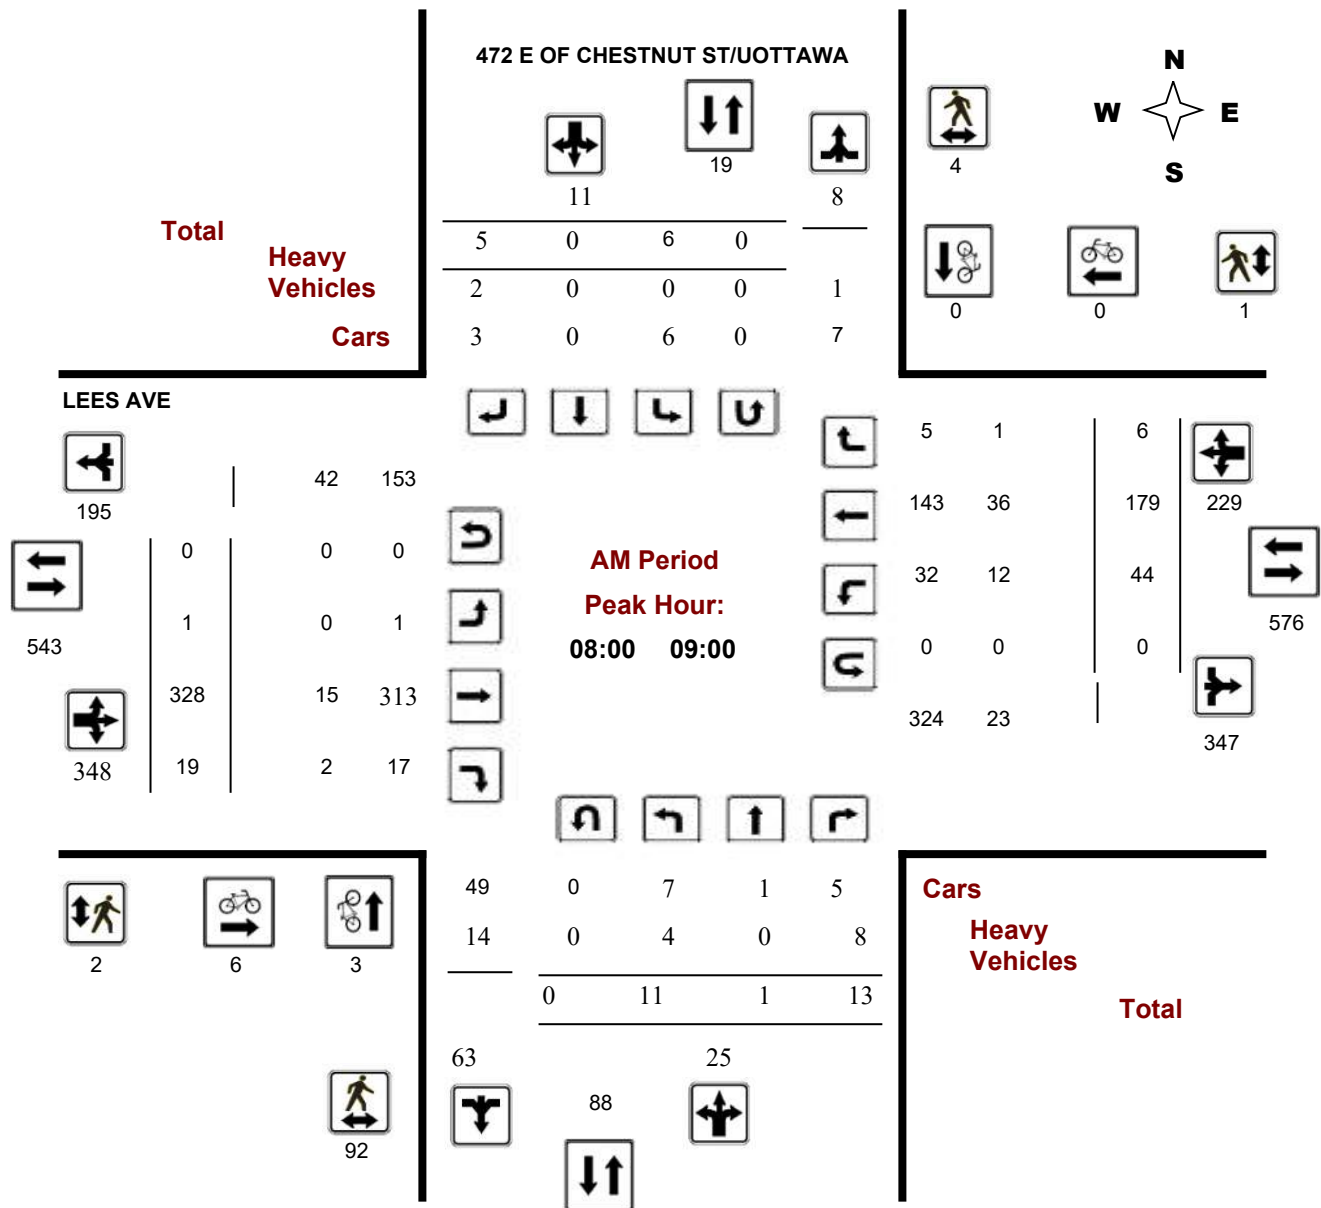 472 E OF CHESTNUT ST/UOTTAWA
N
W E
S
19
4
11 8
Total
5 0 6 0
Heavy
Vehicles
2 0 0 0 1
0 0 1
Cars
3 0 6 0 7
LEES AVE
5 1 6
42 153
195
143 36 179 229
0 0 0
AM Period
32 12 44
Peak Hour:
1 0 1
576
543
08:00 09:00
0 0 0
328 15 313
324 23
347
348 19 2 17
49 0 7 1 5
Cars
14 0 4 0 8
Heavy
Vehicles
2 6 3
0 11 1 13
Total
63 25
88
92